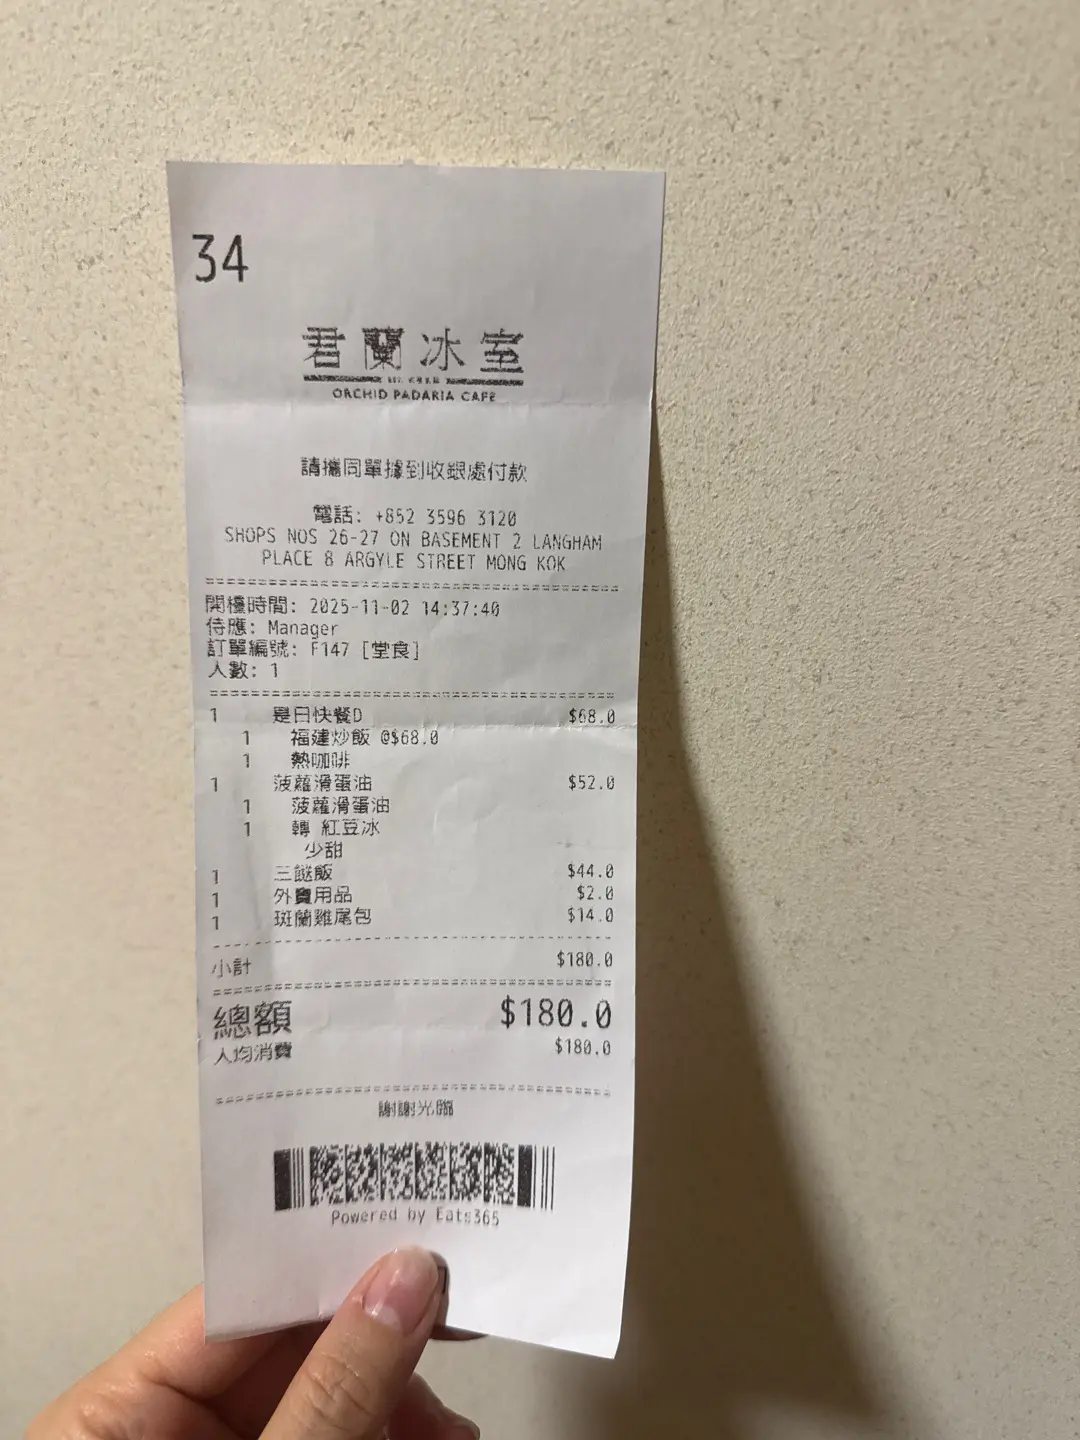 34
君蘭冰室
ORCHID PADARIA CAFE
請攜同單據到收銀處付款
電話: +852 3596 3120
SHOPS NOS 26-27 ON BASEMENT 2 LANGHAM
PLACE 8 ARGYLE STREET MONG KOK
開檯時間: 2025-11-02 14:37:40
侍應: Manager
訂單編號: F147 [堂食]
人數: 1
1 是日快餐D $68.0
1 福建炒飯 @$68.0
1 熱咖啡
1 菠蘿滑蛋油 $52.0
1 菠蘿滑蛋油
1 轉 紅豆冰
少甜
1 三餸飯 $44.0
1 外賣用品 $2.0
1 斑蘭雞尾包 $14.0
小計 $180.0
總額 $180.0
人均消費 $180.0
謝謝光臨
Powered by Eats365